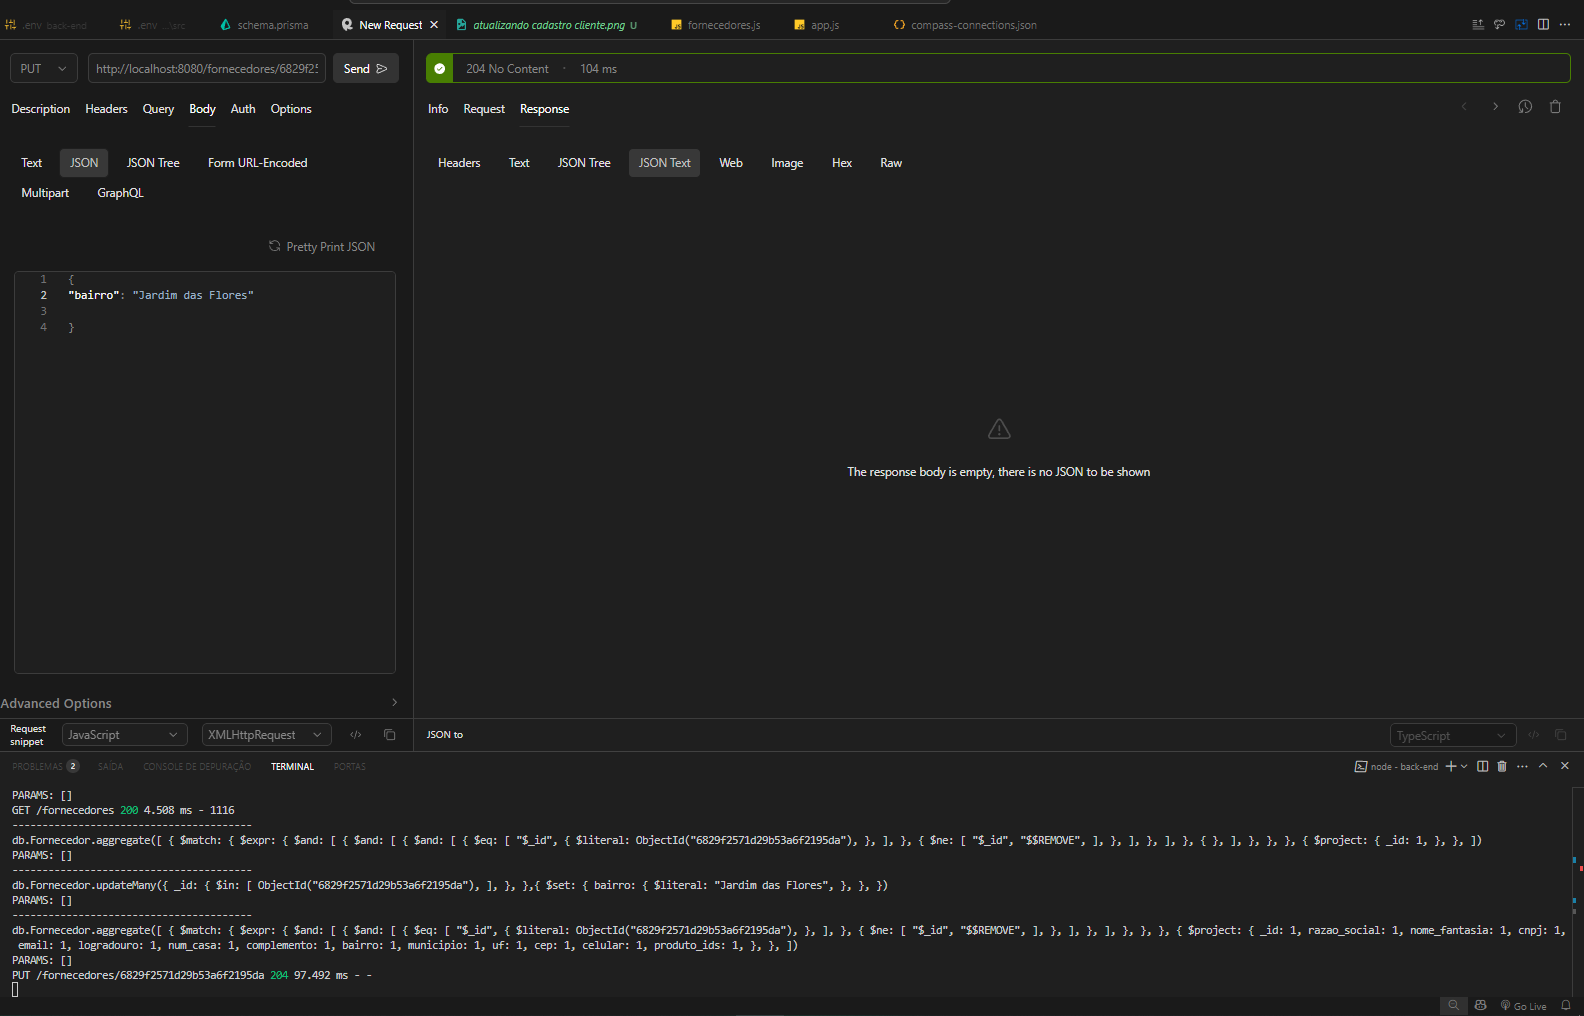 .env back-end
.env ...\src
schema.prisma
New Request
atualizando cadastro cliente.png U
fornecedores.js
app.js
compass-connections.json
PUT
http://localhost:8080/fornecedores/6829f2
Send
204 No Content
104 ms
Description Headers Query Body Auth Options
Info Request Response
Text JSON JSON Tree Form URL-Encoded
Multipart GraphQL
Headers Text JSON Tree JSON Text Web Image Hex Raw
Pretty Print JSON
1 {
2 "bairro": "Jardim das Flores"
3
4 }
The response body is empty, there is no JSON to be shown
Advanced Options
Request snippet
JavaScript
XMLHttpRequest
JSON to
TypeScript
PROBLEMAS 2 SAÍDA CONSOLE DE DEPURAÇÃO TERMINAL PORTAS
node - back-end
PARAMS: []
GET /fornecedores 200 4.508 ms - 1116
----------------------------------------
db.Fornecedor.aggregate([ { $match: { $expr: { $and: [ { $and: [ { $and: [ { $eq: [ "$_id", { $literal: ObjectId("6829f2571d29b53a6f2195da"), }, ], }, { $ne: [ "$_id", "$$REMOVE", ], }, ], }, ], }, { }, ], }, }, }, { $project: { _id: 1, }, }, ])
PARAMS: []
----------------------------------------
db.Fornecedor.updateMany({ _id: { $in: [ ObjectId("6829f2571d29b53a6f2195da"), ], }, },{ $set: { bairro: { $literal: "Jardim das Flores", }, }, })
PARAMS: []
----------------------------------------
db.Fornecedor.aggregate([ { $match: { $expr: { $and: [ { $and: [ { $eq: [ "$_id", { $literal: ObjectId("6829f2571d29b53a6f2195da"), }, ], }, { $ne: [ "$_id", "$$REMOVE", ], }, ], }, ], }, }, }, { $project: { _id: 1, razao_social: 1, nome_fantasia: 1, cnpj: 1,
email: 1, logradouro: 1, num_casa: 1, complemento: 1, bairro: 1, municipio: 1, uf: 1, cep: 1, celular: 1, produto_ids: 1, }, }, ])
PARAMS: []
PUT /fornecedores/6829f2571d29b53a6f2195da 204 97.492 ms - -
Go Live